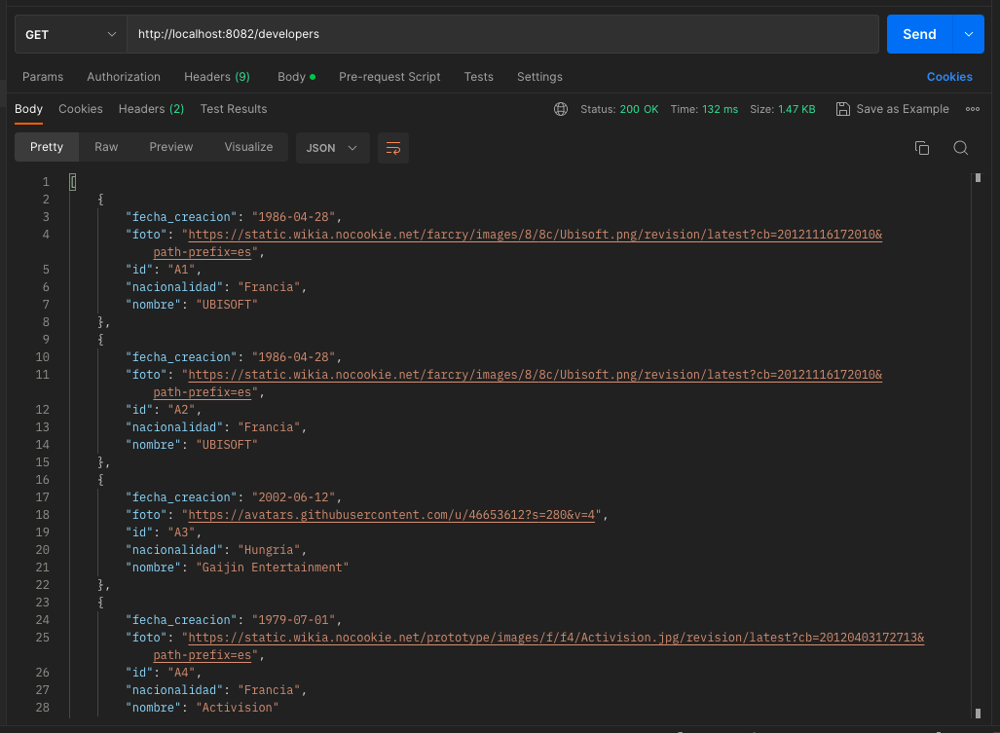 GET http://localhost:8082/developers Send
Params Authorization Headers (9) Body Pre-request Script Tests Settings Cookies
Body Cookies Headers (2) Test Results Status: 200 OK Time: 132 ms Size: 1.47 KB Save as Example
Pretty Raw Preview Visualize JSON
1 [
2 {
3 "fecha_creacion": "1986-04-28",
4 "foto": "https://static.wikia.nocookie.net/farcry/images/8/8c/Ubisoft.png/revision/latest?cb=20121116172010&
path-prefix=es",
5 "id": "A1",
6 "nacionalidad": "Francia",
7 "nombre": "UBISOFT"
8 },
9 {
10 "fecha_creacion": "1986-04-28",
11 "foto": "https://static.wikia.nocookie.net/farcry/images/8/8c/Ubisoft.png/revision/latest?cb=20121116172010&
path-prefix=es",
12 "id": "A2",
13 "nacionalidad": "Francia",
14 "nombre": "UBISOFT"
15 },
16 {
17 "fecha_creacion": "2002-06-12",
18 "foto": "https://avatars.githubusercontent.com/u/46653612?s=280&v=4",
19 "id": "A3",
20 "nacionalidad": "Hungría",
21 "nombre": "Gaijin Entertainment"
22 },
23 {
24 "fecha_creacion": "1979-07-01",
25 "foto": "https://static.wikia.nocookie.net/prototype/images/f/f4/Activision.jpg/revision/latest?cb=20120403172713&
path-prefix=es",
26 "id": "A4",
27 "nacionalidad": "Francia",
28 "nombre": "Activision"